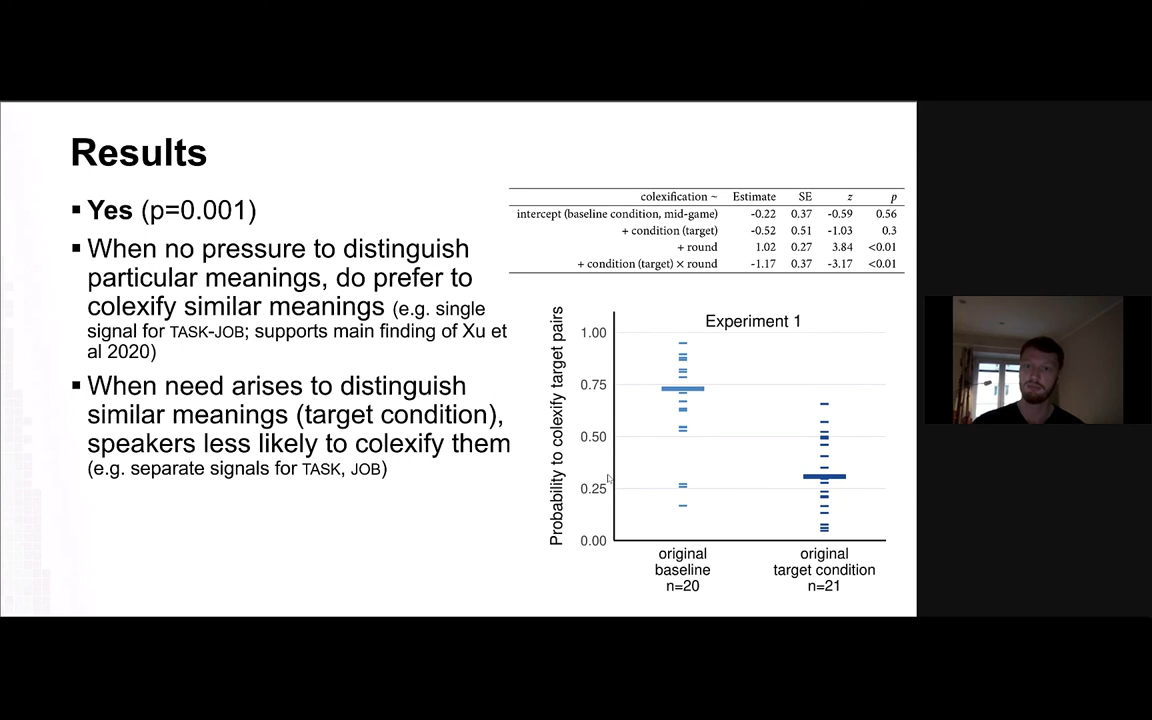 Results
▪ Yes (p=0.001)
▪ When no pressure to distinguish
particular meanings, do prefer to
colexify similar meanings (e.g. single
signal for TASK-JOB; supports main finding of Xu et
al 2020)
▪ When need arises to distinguish
similar meanings (target condition),
speakers less likely to colexify them
(e.g. separate signals for TASK, JOB)
colexification ~ Estimate SE z p
intercept (baseline condition, mid-game) -0.22 0.37 -0.59 0.56
+ condition (target) -0.52 0.51 -1.03 0.3
+ round 1.02 0.27 3.84 <0.01
+ condition (target) × round -1.17 0.37 -3.17 <0.01
Experiment 1
Probability to colexify target pairs
1.00
0.75
0.50
0.25
0.00
original
baseline
n=20
original
target condition
n=21